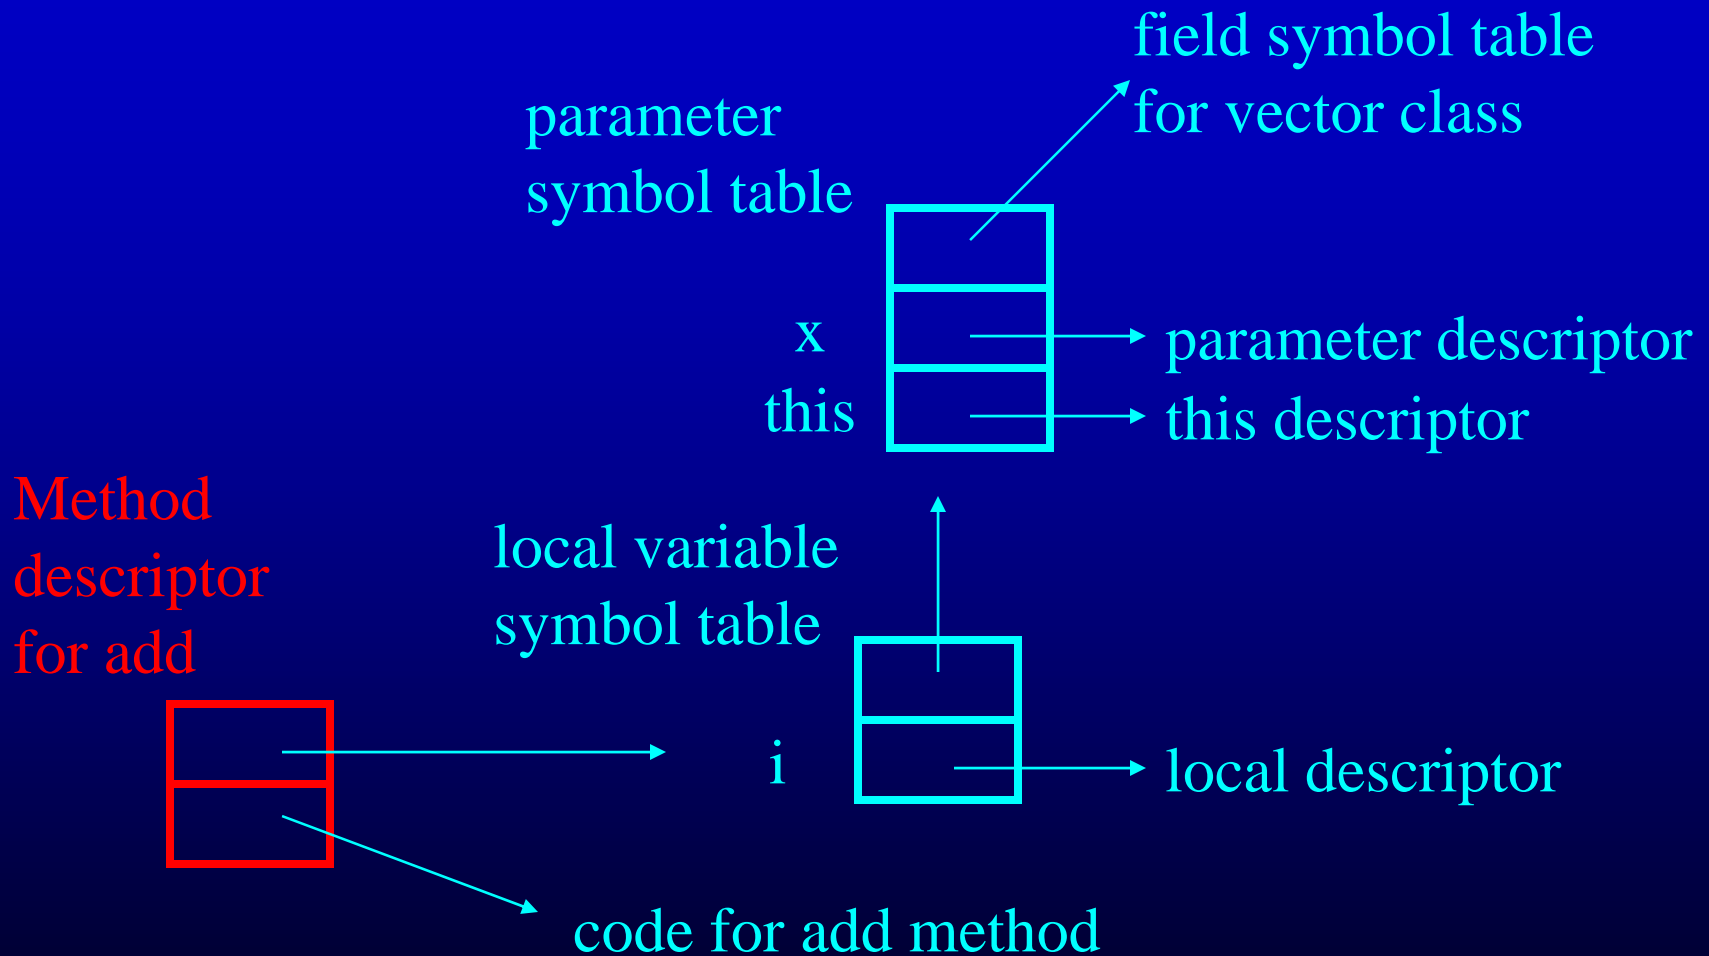 field symbol table
for vector class
parameter
symbol table
x
parameter descriptor
this
this descriptor
Method
descriptor
for add
local variable
symbol table
i
local descriptor
code for add method